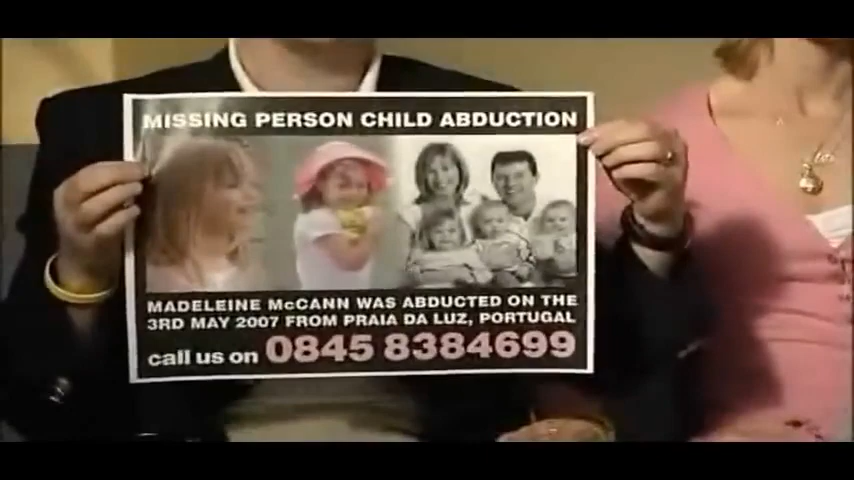 MISSING PERSON CHILD ABDUCTION
MADELEINE McCANN WAS ABDUCTED ON THE
3RD MAY 2007 FROM PRAIA DA LUZ, PORTUGAL
call us on 0845 8384699